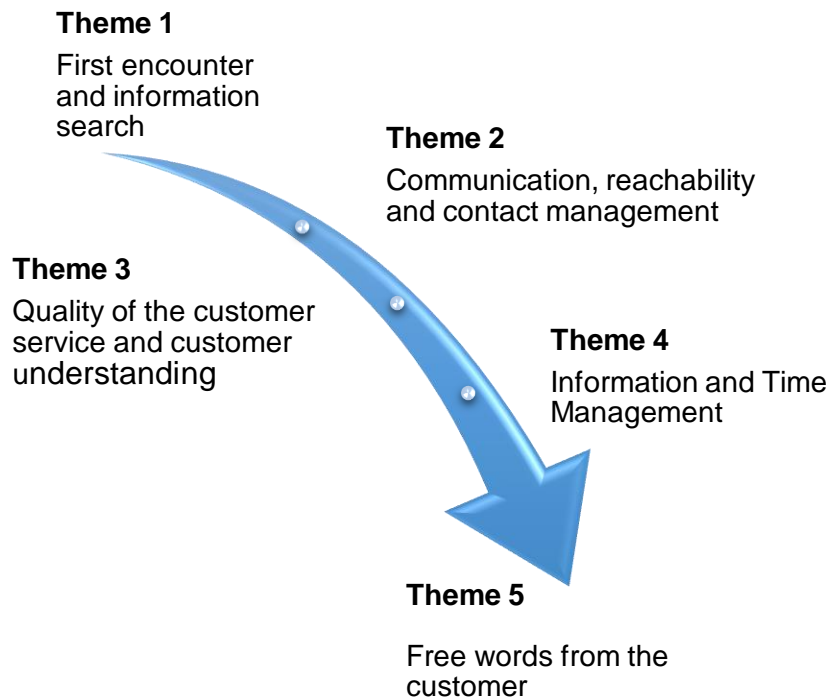 Theme 1
First encounter
and information
search
Theme 2
Communication, reachability
and contact management
Theme 3
Quality of the customer
service and customer
understanding
Theme 4
Information and Time
Management
Theme 5
Free words from the
customer